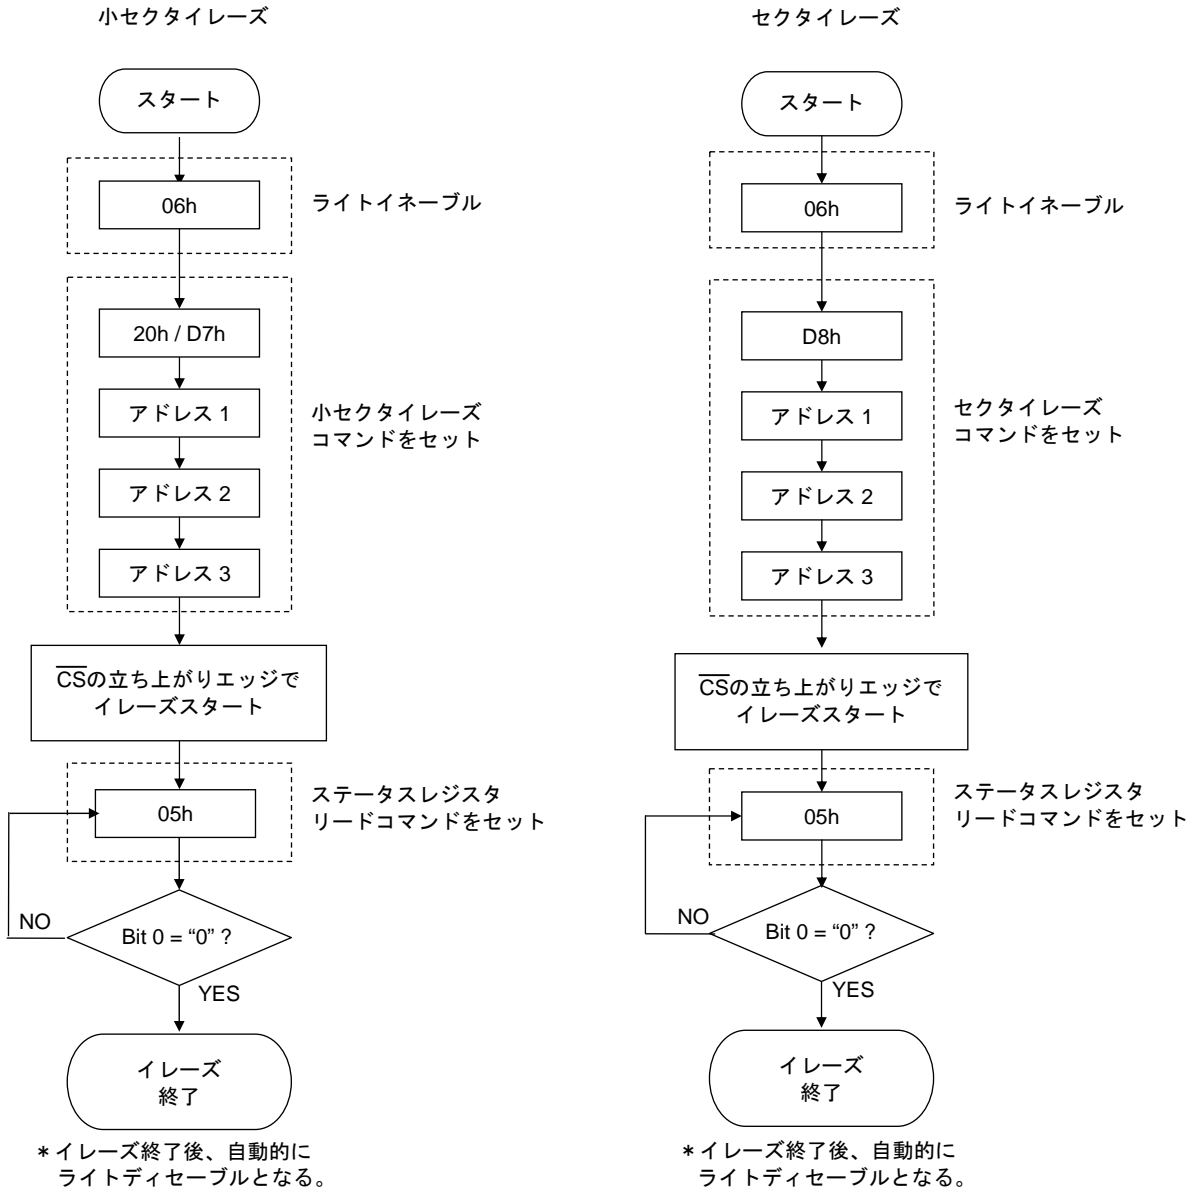 小セクタイレーズ
スタート
06h
ライトイネーブル
20h / D7h
アドレス 1
アドレス 2
アドレス 3
小セクタイレーズ
コマンドをセット
CSの立ち上がりエッジで
イレーズスタート
05h
ステータスレジスタ
リードコマンドをセット
NO
Bit 0 = “0” ?
YES
イレーズ
終了
* イレーズ終了後、自動的に
ライトディセーブルとなる。
セクタイレーズ
スタート
06h
ライトイネーブル
D8h
アドレス 1
アドレス 2
アドレス 3
セクタイレーズ
コマンドをセット
CSの立ち上がりエッジで
イレーズスタート
05h
ステータスレジスタ
リードコマンドをセット
NO
Bit 0 = “0” ?
YES
イレーズ
終了
* イレーズ終了後、自動的に
ライトディセーブルとなる。